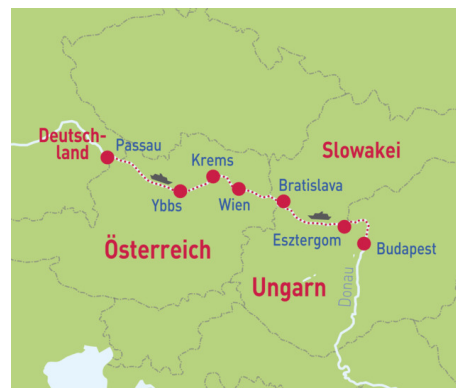 Deutsch-
land
Passau
Krems
Slowakei
Ybbs
Wien
Bratislava
Österreich
Esztergom
Budapest
Ungarn
Donau